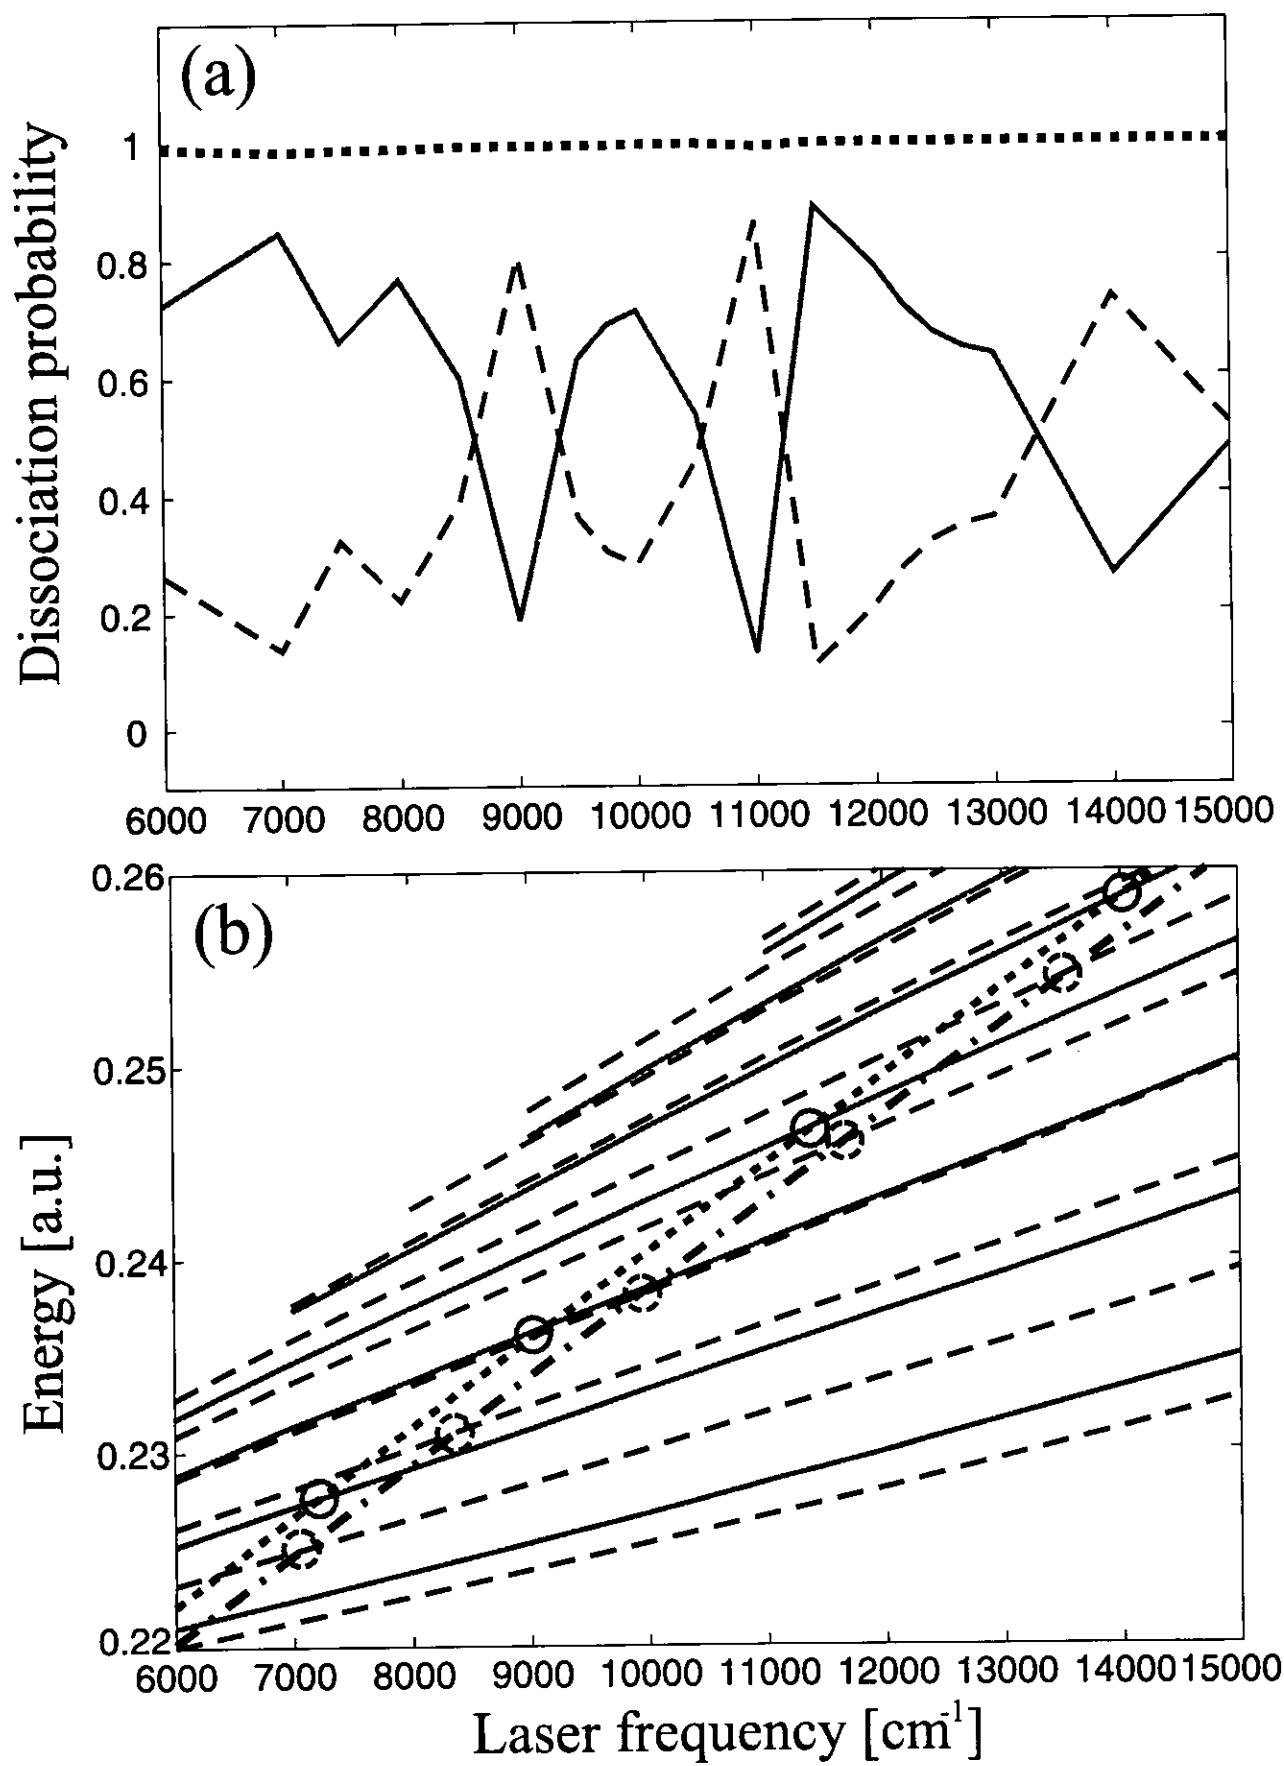 (a)
Dissociation probability
1
0.8
0.6
0.4
0.2
0
6000 7000 8000 9000 10000 11000 12000 13000 14000 15000
(b)
Energy [a.u.]
0.26
0.25
0.24
0.23
0.22
6000 7000 8000 9000 10000 11000 12000 13000 14000 15000
Laser frequency [cm⁻¹]